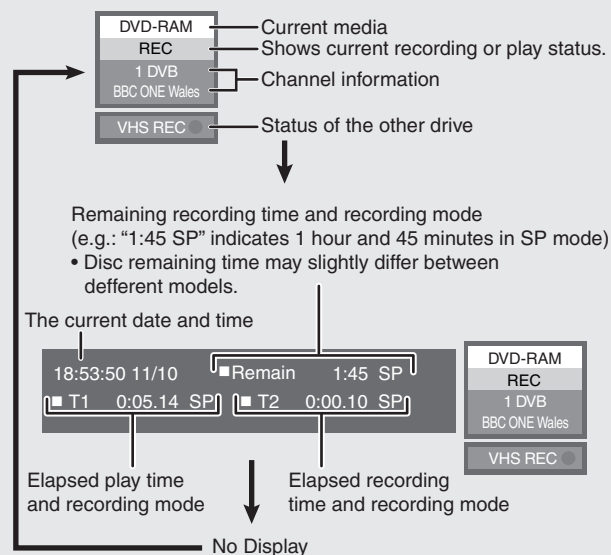 DVD-RAM
Current media
REC
Shows current recording or play status.
1 DVB
BBC ONE Wales
Channel information
VHS REC
Status of the other drive
Remaining recording time and recording mode
(e.g.: “1:45 SP” indicates 1 hour and 45 minutes in SP mode)
• Disc remaining time may slightly differ between
defferent models.
The current date and time
18:53:50 11/10 Remain 1:45 SP
T1 0:05.14 SP T2 0:00.10 SP
DVD-RAM
REC
1 DVB
BBC ONE Wales
VHS REC
Elapsed play time
and recording mode
Elapsed recording
time and recording mode
No Display